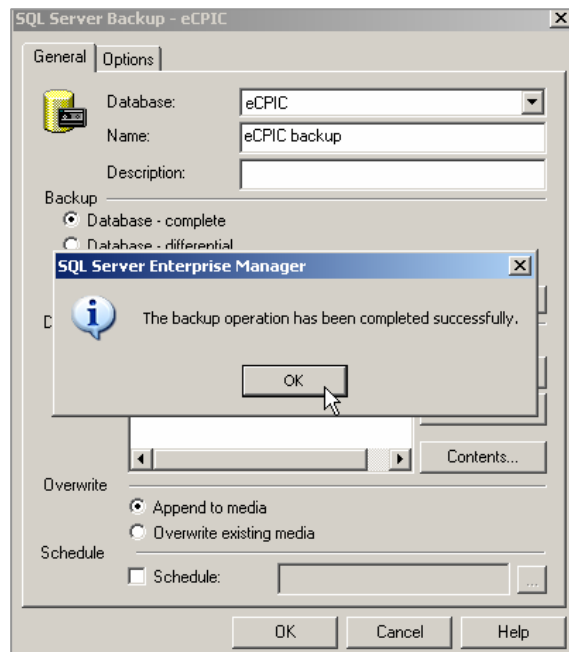 SQL Server Backup - eCPIC
General
Options
Database:
eCPIC
Name:
eCPIC backup
Description:
Backup
Database - complete
Database - differential
SQL Server Enterprise Manager
D
The backup operation has been completed successfully.
OK
Contents...
Overwrite
Append to media
Overwrite existing media
Schedule
Schedule:
...
OK
Cancel
Help